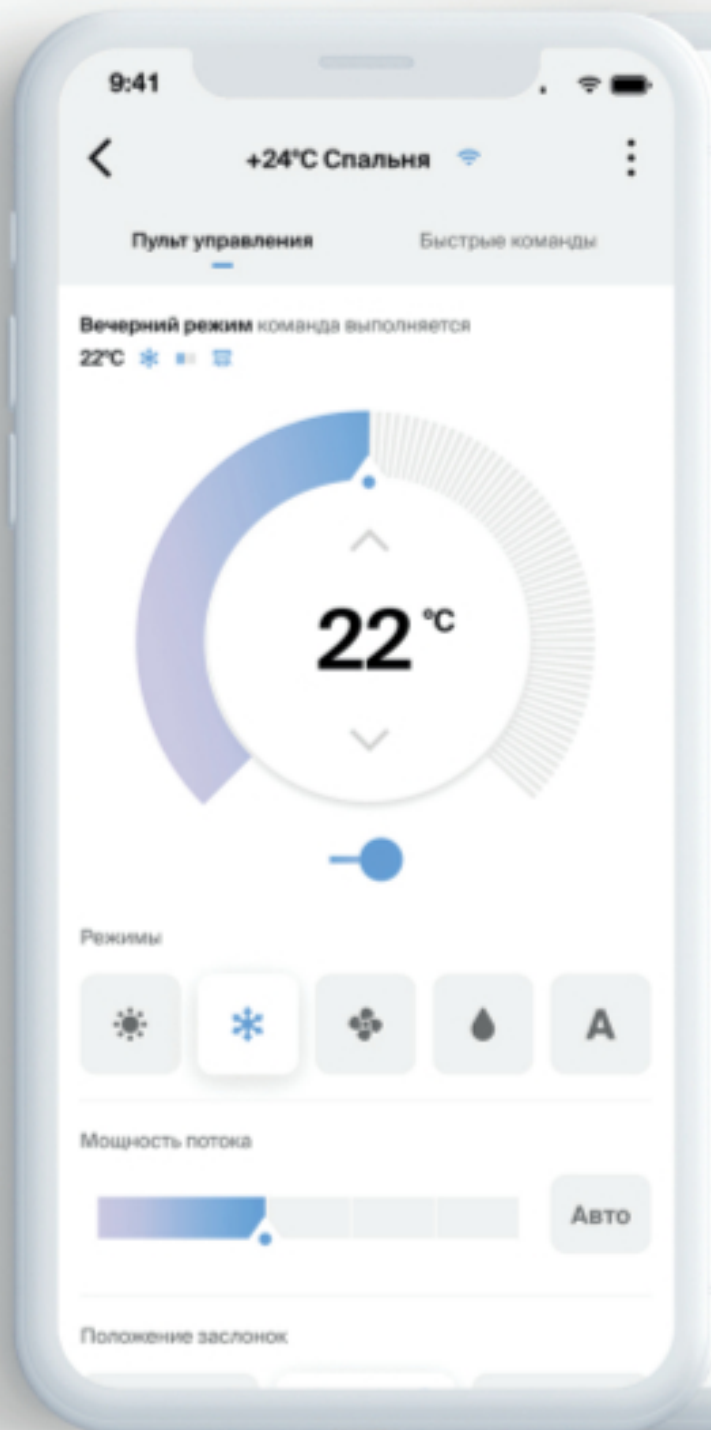 9:41
+24°C Спальня
Пульт управления
Быстрые команды
Вечерний режим команда выполняется
22°C
22 °C
Режимы
A
Мощность потока
Авто
Положение заслонок